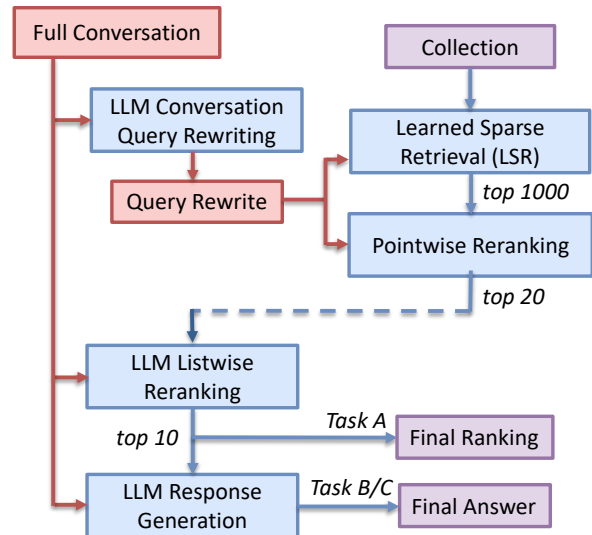 Full Conversation
Collection
LLM Conversation
Query Rewriting
Learned Sparse
Retrieval (LSR)
Query Rewrite
top 1000
Pointwise Reranking
top 20
LLM Listwise
Reranking
top 10
Task A
Final Ranking
LLM Response
Generation
Task B/C
Final Answer